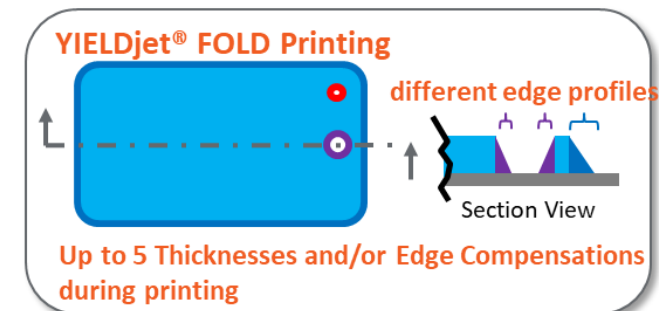 YIELDjet® FOLD Printing
different edge profiles
Section View
Up to 5 Thicknesses and/or Edge Compensations
during printing